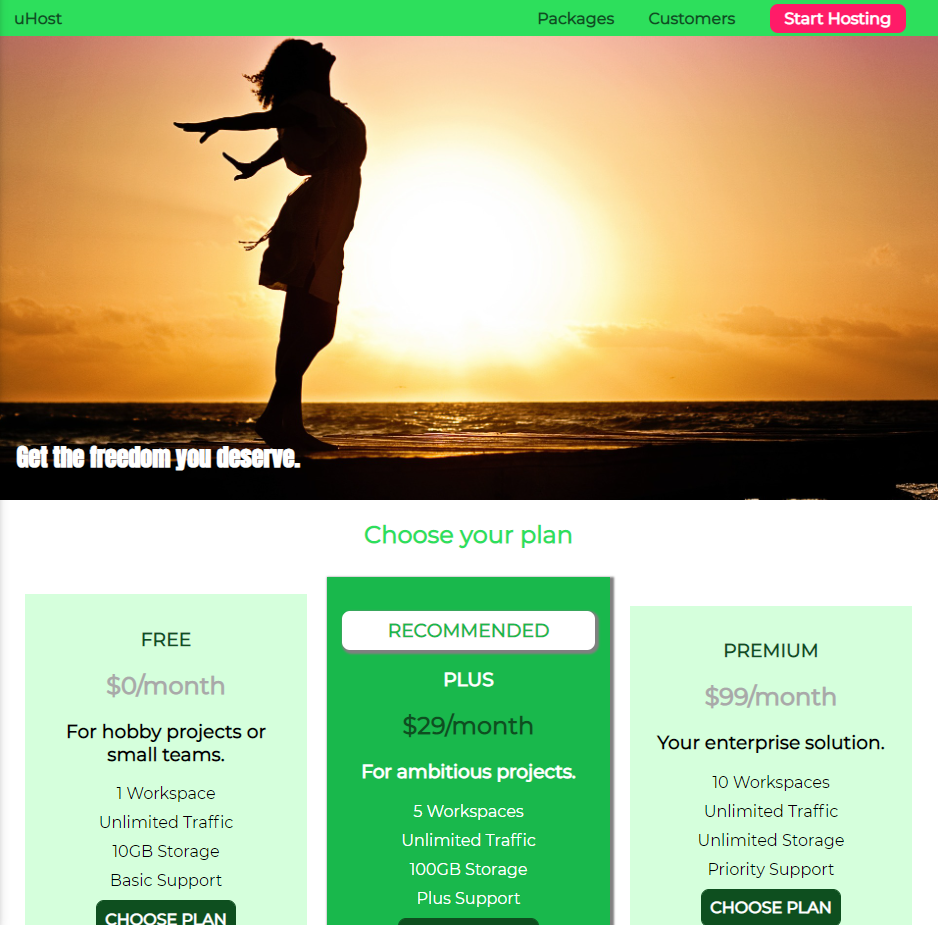 uHost
Packages
Customers
Start Hosting
Get the freedom you deserve.
Choose your plan
FREE
$0/month
For hobby projects or
small teams.
1 Workspace
Unlimited Traffic
10GB Storage
Basic Support
CHOOSE PLAN
RECOMMENDED
PLUS
$29/month
For ambitious projects.
5 Workspaces
Unlimited Traffic
100GB Storage
Plus Support
PREMIUM
$99/month
Your enterprise solution.
10 Workspaces
Unlimited Traffic
Unlimited Storage
Priority Support
CHOOSE PLAN